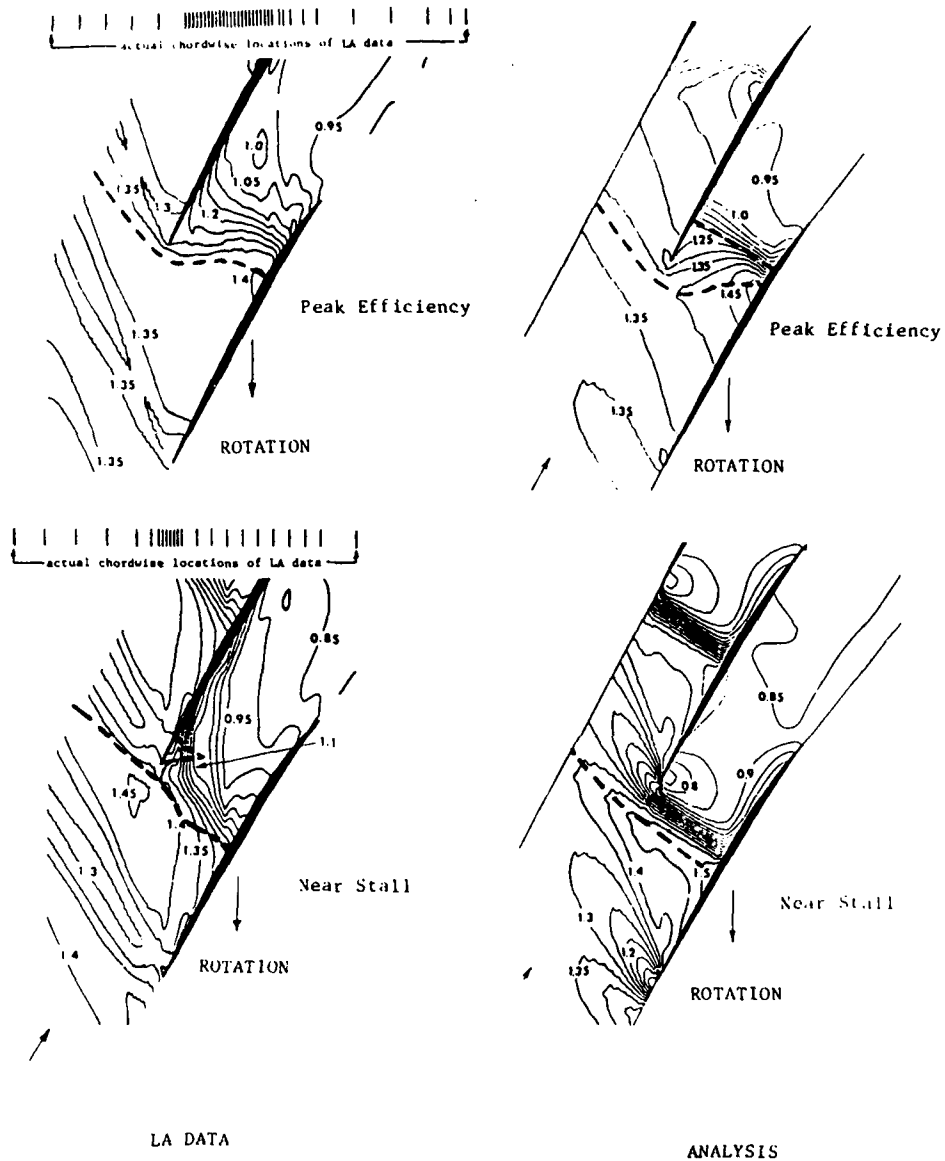 actual chordwise locations of LA data
0.95
1.0
1.05
1.35
1.3
1.2
1.4
Peak Efficiency
1.35
1.35
1.35
ROTATION
0.95
1.0
1.25
1.35
1.45
1.35
Peak Efficiency
1.35
ROTATION
actual chordwise locations of LA data
0.85
0.95
1.1
1.45
1.4
1.35
1.3
Near Stall
1.4
ROTATION
0.85
0.8
0.9
1.4
1.5
1.3
Near Stall
1.2
1.35
ROTATION
LA DATA
ANALYSIS